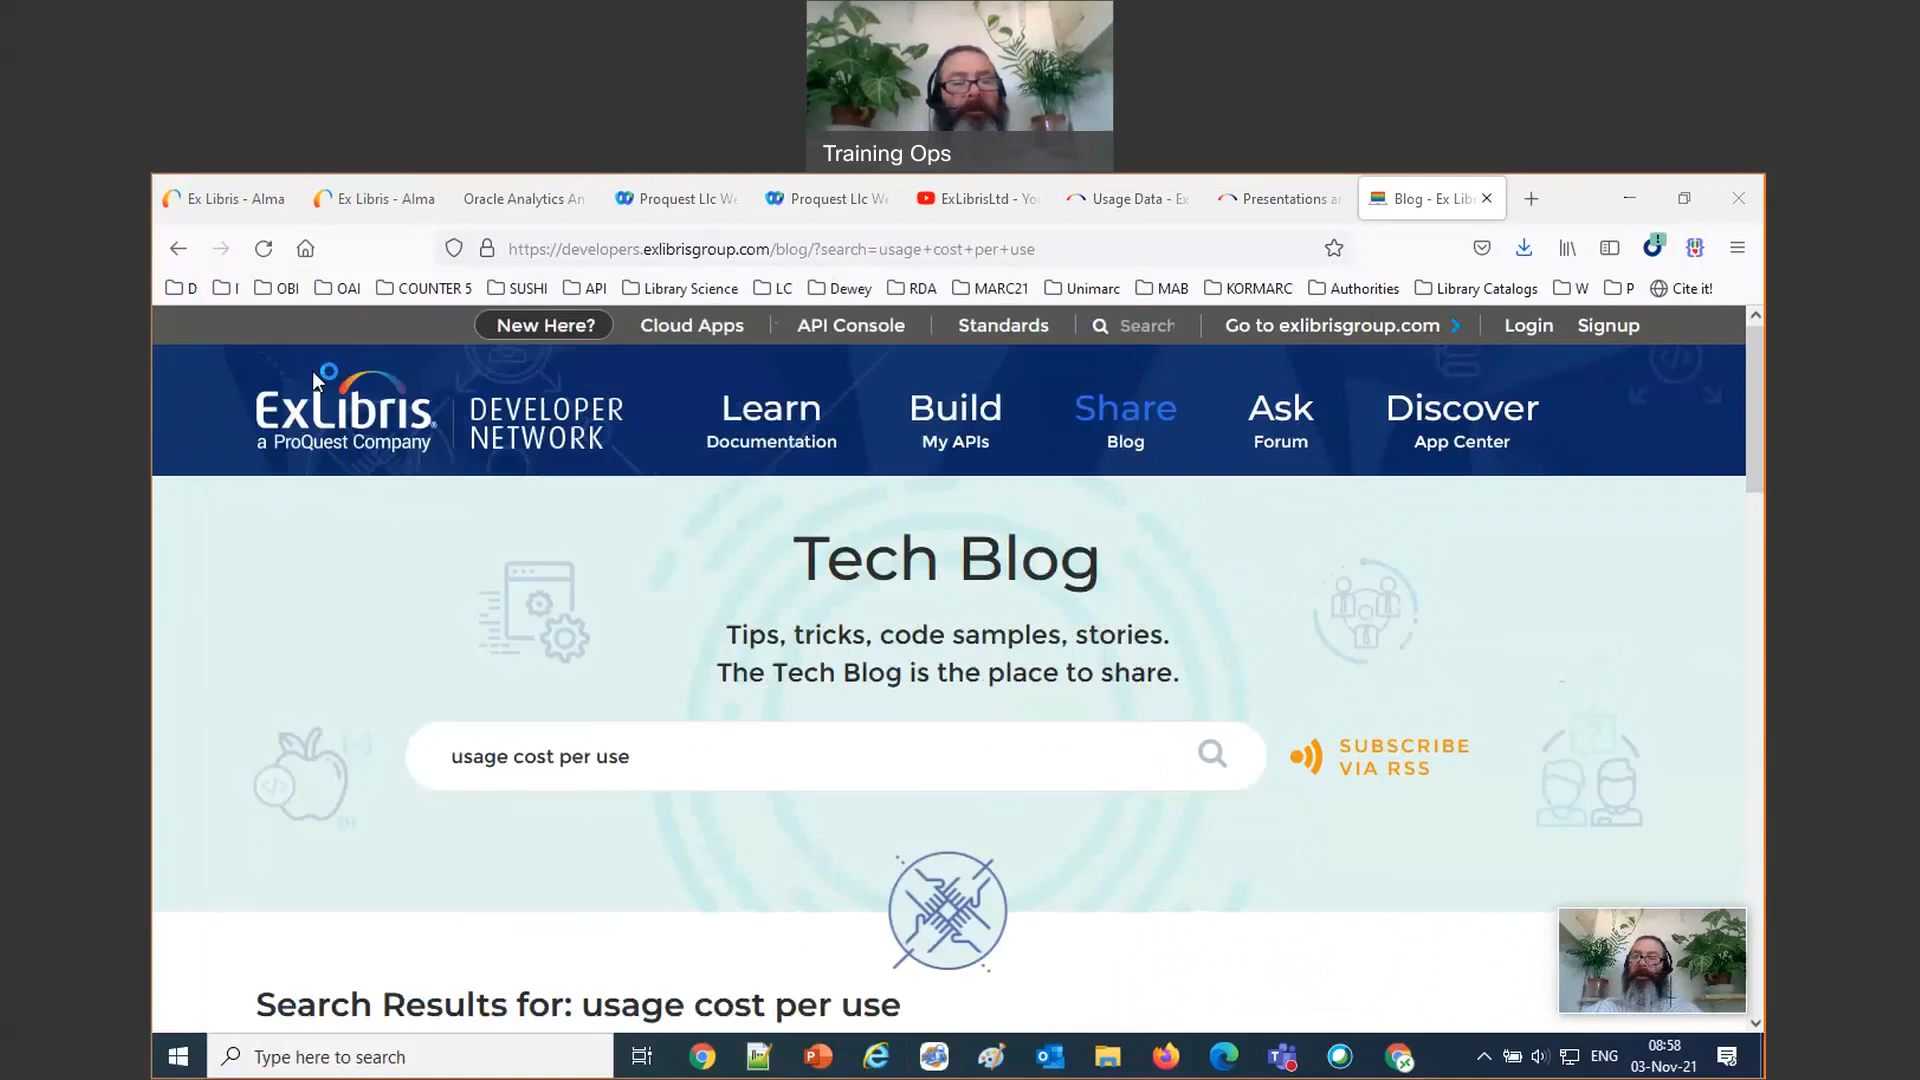 Training Ops
Ex Libris - Alma
Ex Libris - Alma
Oracle Analytics An
Proquest Llc We
Proquest Llc We
ExLibrisLtd - Yo
Usage Data - Ex
Presentations a
Blog - Ex Libr
https://developers.exlibrisgroup.com/blog/?search=usage+cost+per+use
D
I
OBI
OAI
COUNTER 5
SUSHI
API
Library Science
LC
Dewey
RDA
MARC21
Unimarc
MAB
KORMARC
Authorities
Library Catalogs
W
P
Cite it!
New Here?
Cloud Apps
API Console
Standards
Search
Go to exlibrisgroup.com
Login
Signup
ExLibris®
a ProQuest Company
DEVELOPER
NETWORK
Learn
Documentation
Build
My APIs
Share
Blog
Ask
Forum
Discover
App Center
Tech Blog
Tips, tricks, code samples, stories.
The Tech Blog is the place to share.
usage cost per use
SUBSCRIBE
VIA RSS
Search Results for: usage cost per use
Type here to search
ENG
08:58
03-Nov-21